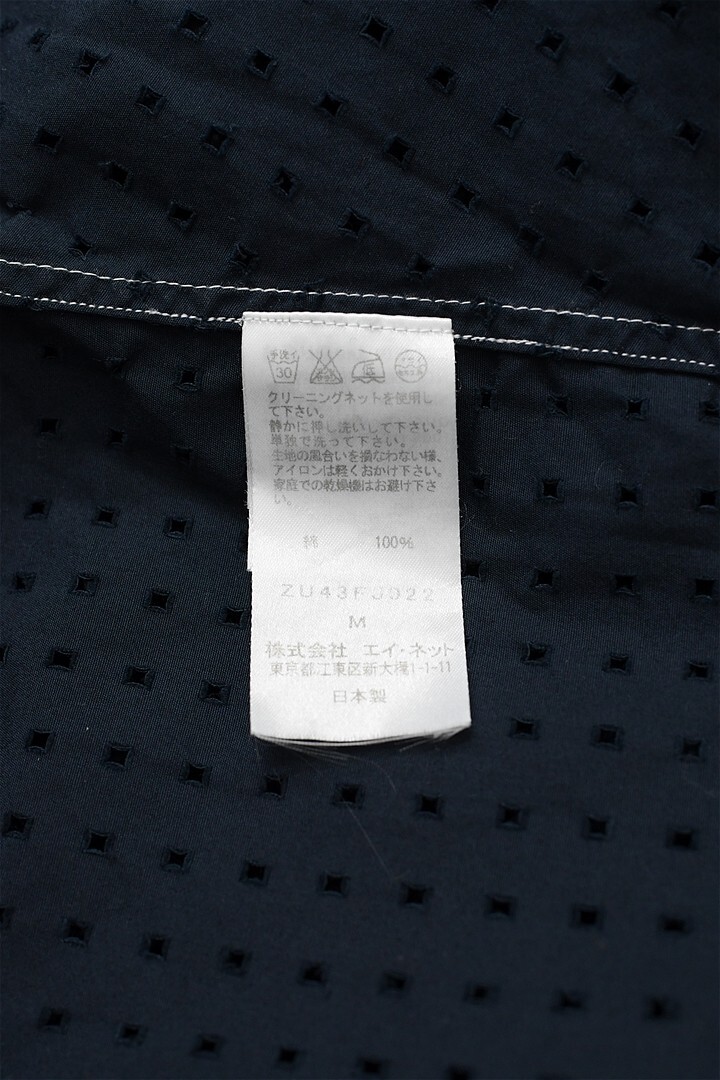 手洗イ
30
クリーニングネットを使用し
て下さい。
静かに押し洗いして下さい。
単独で洗って下さい。
生地の風合いを損なわない様、
アイロンは軽くおかけ下さい。
家庭での乾燥機はお避け下さ
い。
綿 100%
M
株式会社 エイ・ネット
東京都江東区新大橋1-1-11
日本製